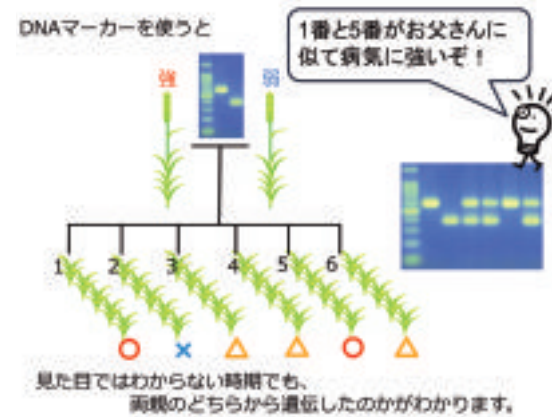 DNAマーカーを使うと
1番と5番がお父さんに
似て病気に強いぞ！
強
弱
1 2 3 4 5 6
○ × △ △ ○ △
見た目ではわからない時期でも、
両親のどちらから遺伝したのかがわかります。